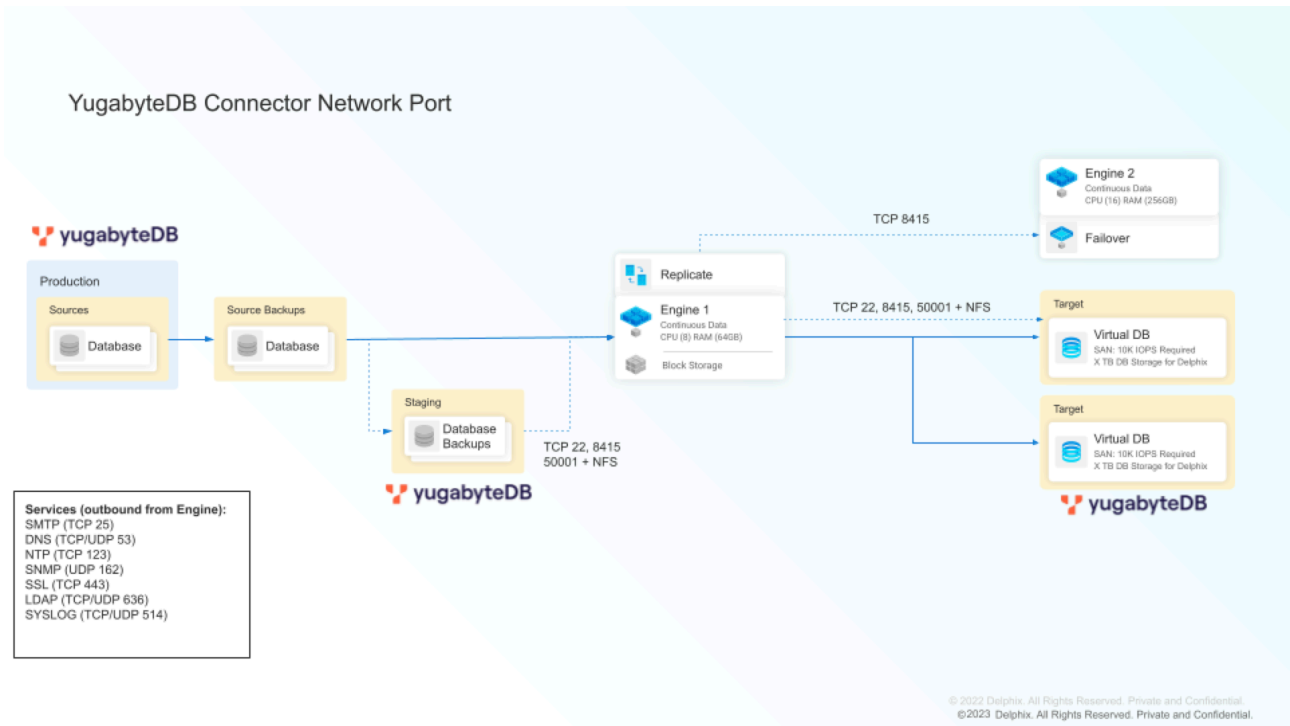 YugabyteDB Connector Network Port
Engine 2
Continuous Data
CPU (16) RAM (256GB)
Failover
TCP 8415
yugabyteDB
Production
Sources
Database
Source Backups
Database
Replicate
Engine 1
Continuous Data
CPU (8) RAM (64GB)
Block Storage
TCP 22, 8415, 50001 + NFS
Target
Virtual DB
SAN: 10K IOPS Required
X TB DB Storage for Delphix
Staging
Database
Backups
TCP 22, 8415
50001 + NFS
yugabyteDB
Target
Virtual DB
SAN: 10K IOPS Required
X TB DB Storage for Delphix
yugabyteDB
Services (outbound from Engine):
SMTP (TCP 25)
DNS (TCP/UDP 53)
NTP (TCP 123)
SNMP (UDP 162)
SSL (TCP 443)
LDAP (TCP/UDP 636)
SYSLOG (TCP/UDP 514)
© 2022 Delphix. All Rights Reserved. Private and Confidential.
©2023 Delphix. All Rights Reserved. Private and Confidential.